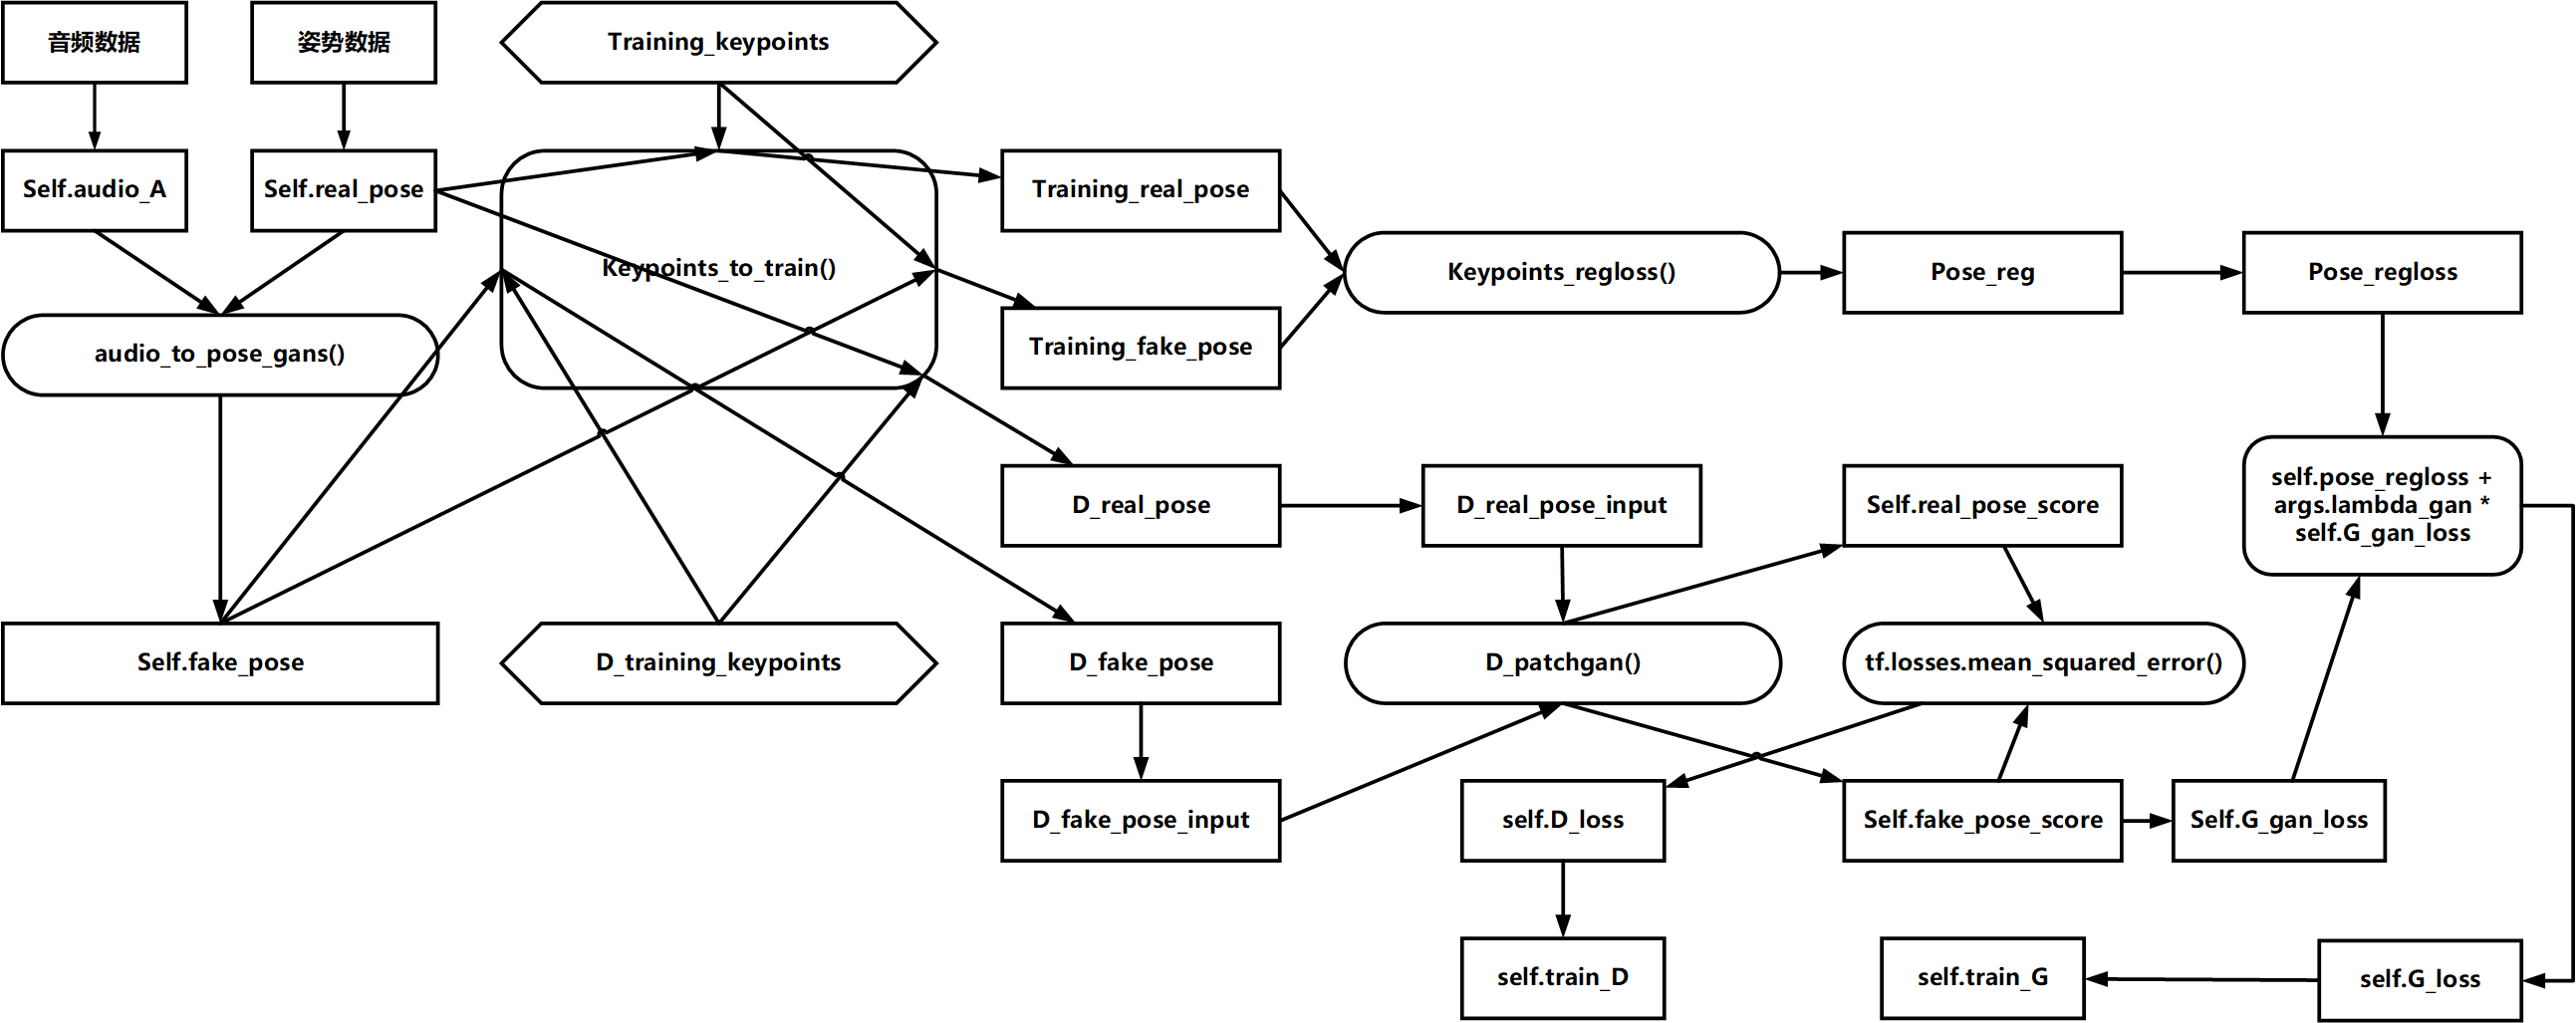 音频数据
姿势数据
Training_keypoints
Self.audio_A
Self.real_pose
Training_real_pose
Keypoints_to_train()
Keypoints_regloss()
Pose_reg
Pose_regloss
audio_to_pose_gans()
Training_fake_pose
D_real_pose
D_real_pose_input
Self.real_pose_score
self.pose_regloss +
args.lambda_gan *
self.G_gan_loss
Self.fake_pose
D_training_keypoints
D_fake_pose
D_patchgan()
tf.losses.mean_squared_error()
D_fake_pose_input
self.D_loss
Self.fake_pose_score
Self.G_gan_loss
self.train_D
self.train_G
self.G_loss